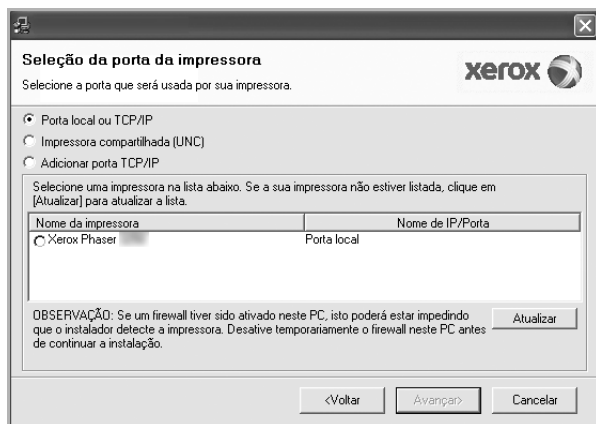 Seleção da porta da impressora
Selecione a porta que será usada por sua impressora.
xerox
Porta local ou TCP/IP
Impressora compartilhada (UNC)
Adicionar porta TCP/IP
Selecione uma impressora na lista abaixo. Se a sua impressora não estiver listada, clique em
[Atualizar] para atualizar a lista.
Nome da impressora Nome de IP/Porta
Xerox Phaser Porta local
OBSERVAÇÃO: Se um firewall tiver sido ativado neste PC, isto poderá estar impedindo
que o instalador detecte a impressora. Desative temporariamente o firewall neste PC antes
de continuar a instalação.
Atualizar
<Voltar Avançar> Cancelar